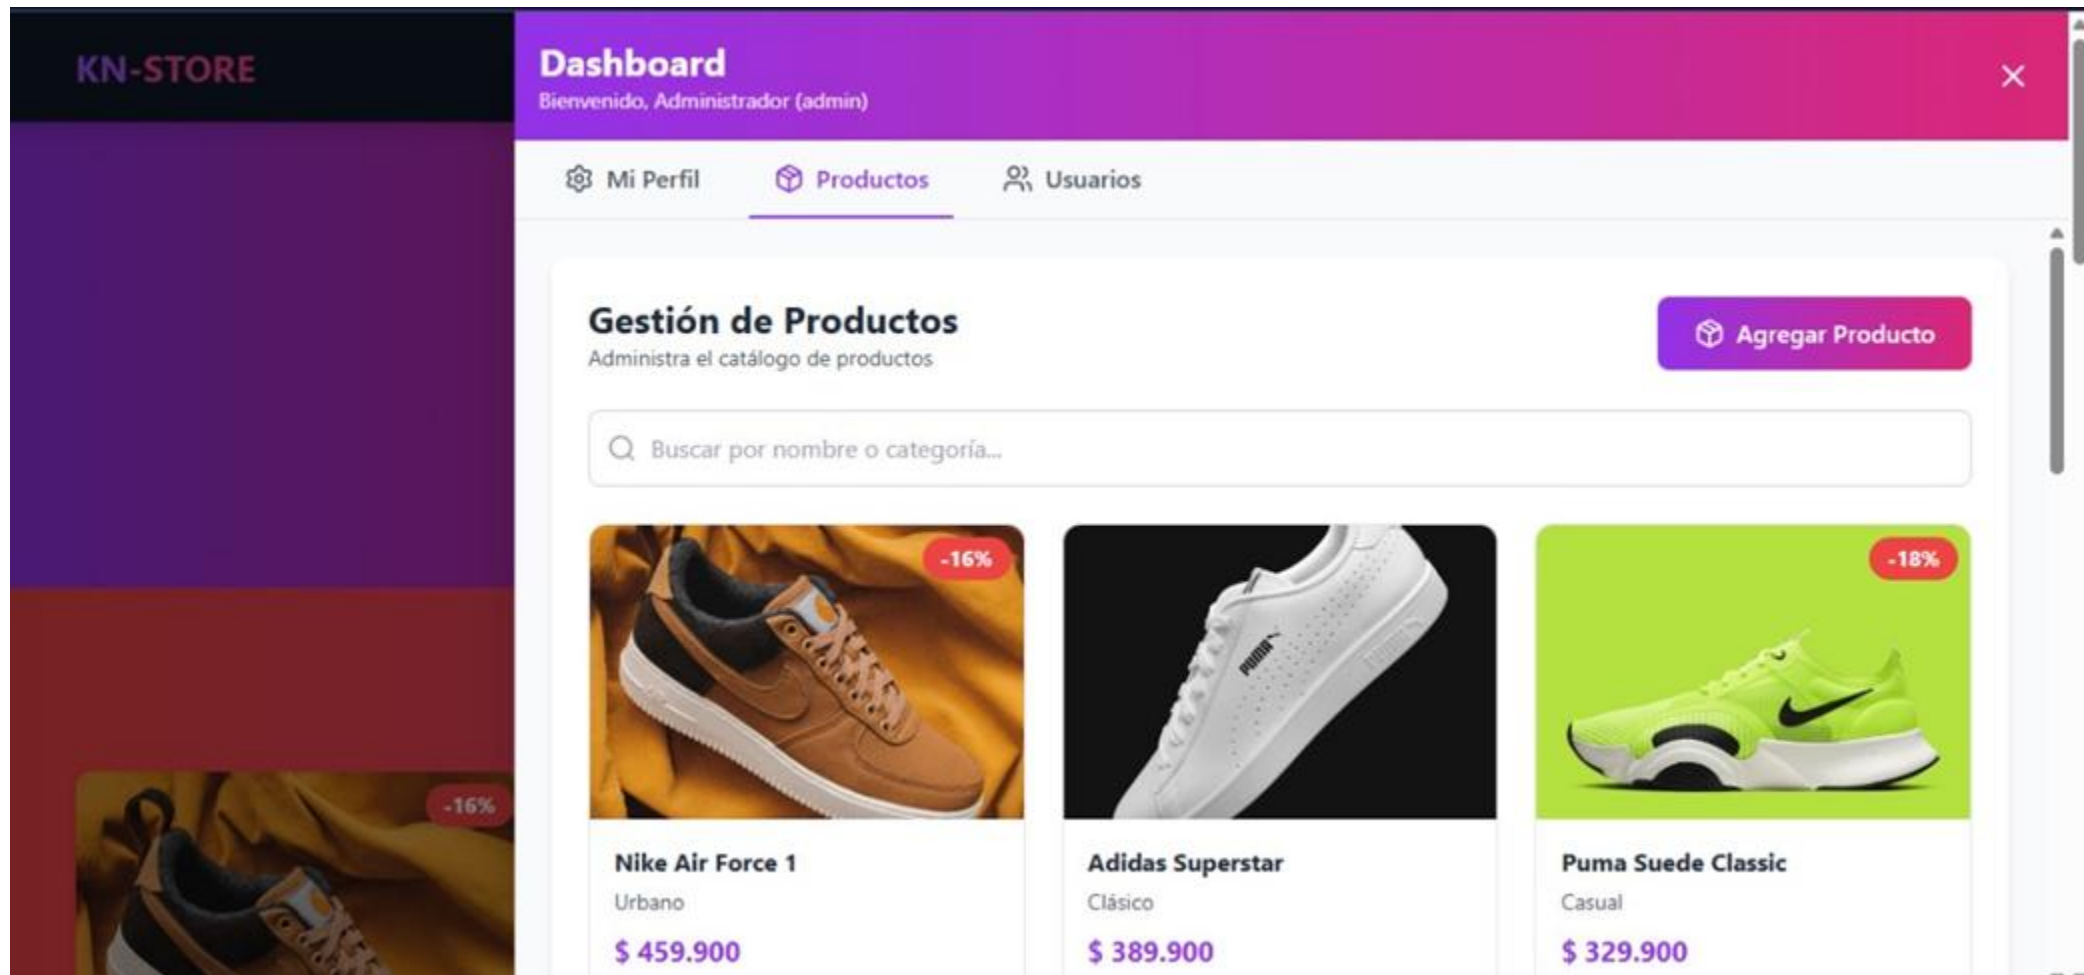 KN-STORE
Dashboard
Bienvenido, Administrador (admin)
Mi Perfil
Productos
Usuarios
Gestión de Productos
Administra el catálogo de productos
Agregar Producto
Buscar por nombre o categoría...
-16%
PUMA
-18%
-16%
Nike Air Force 1
Adidas Superstar
Puma Suede Classic
Urbano
Clásico
Casual
$ 459.900
$ 389.900
$ 329.900